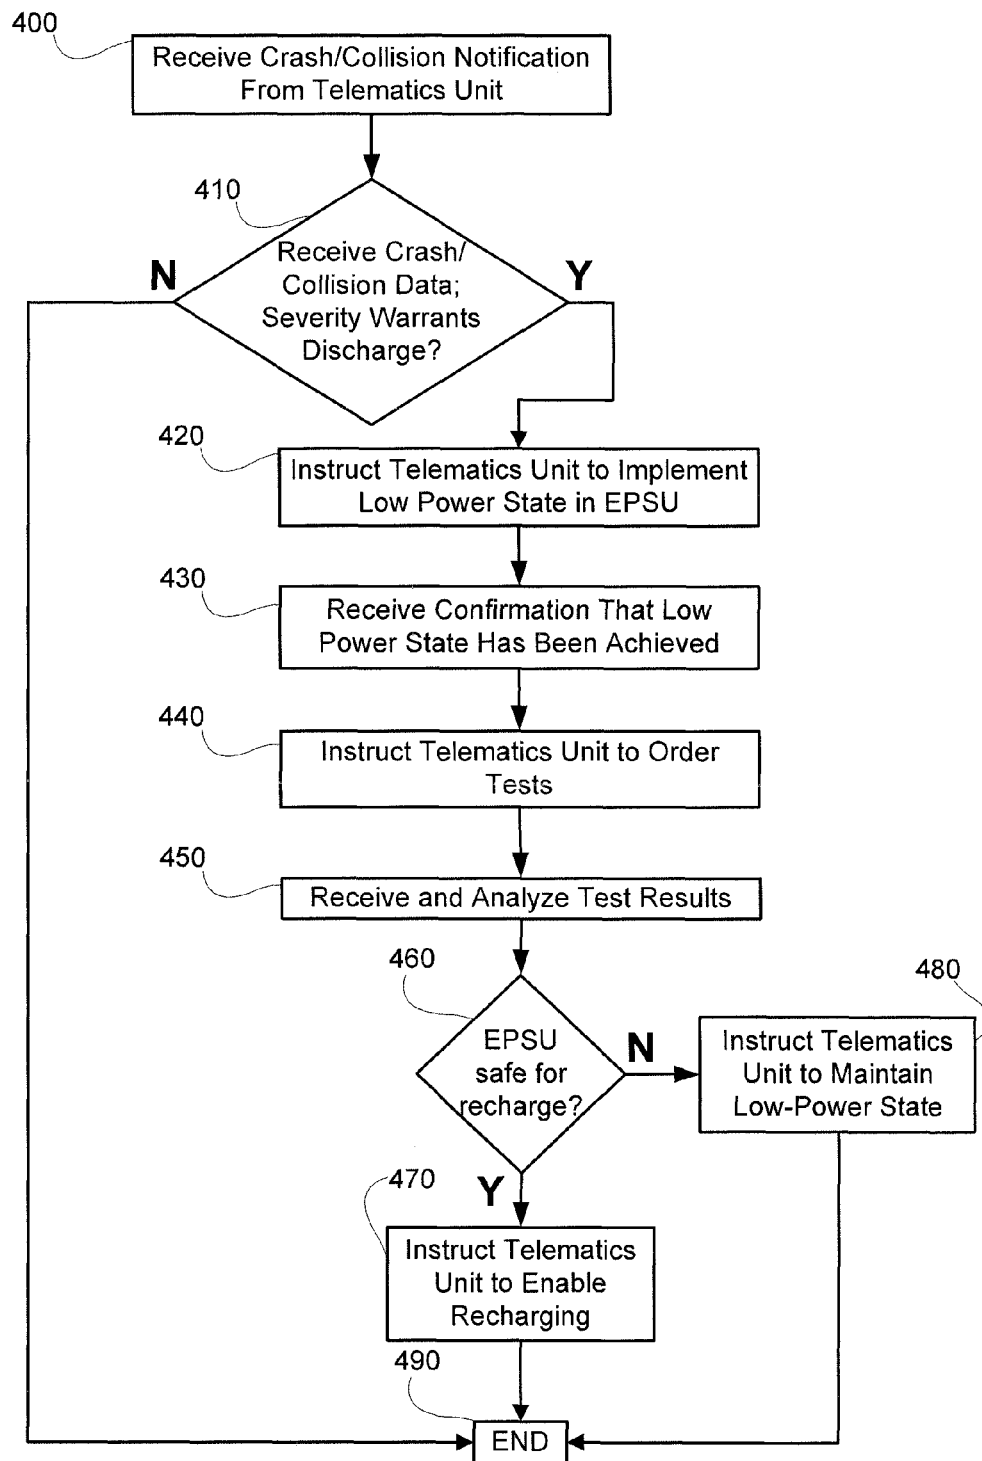 400
Receive Crash/Collision Notification
From Telematics Unit
410
Receive Crash/
Collision Data;
Severity Warrants
Discharge?
N
Y
420
Instruct Telematics Unit to Implement
Low Power State in EPSU
430
Receive Confirmation That Low
Power State Has Been Achieved
440
Instruct Telematics Unit to Order
Tests
450
Receive and Analyze Test Results
460
EPSU
safe for
recharge?
N
480
Instruct Telematics
Unit to Maintain
Low-Power State
Y
470
Instruct Telematics
Unit to Enable
Recharging
490
END